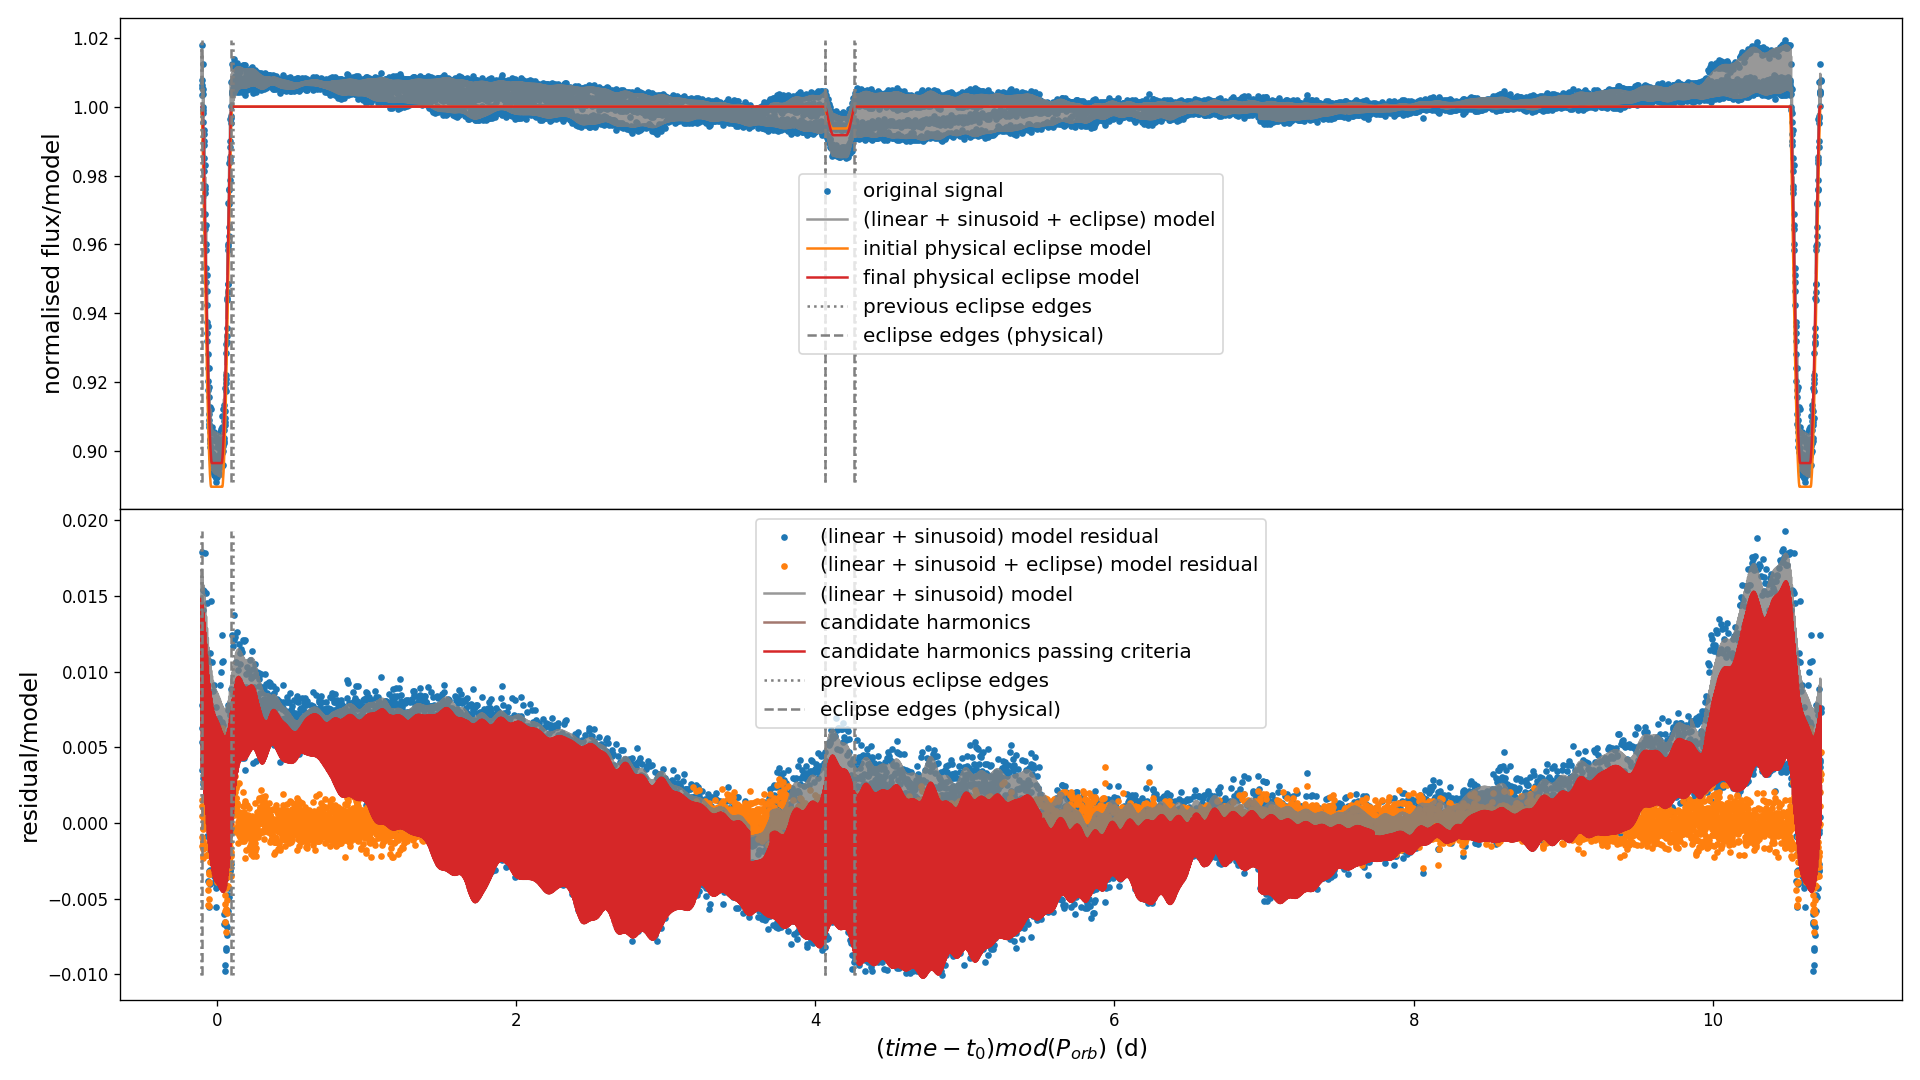 normalised flux/model
1.02
1.00
0.98
0.96
0.94
0.92
0.90
original signal
(linear + sinusoid + eclipse) model
initial physical eclipse model
final physical eclipse model
previous eclipse edges
eclipse edges (physical)
residual/model
0.020
0.015
0.010
0.005
0.000
−0.005
−0.010
(linear + sinusoid) model residual
(linear + sinusoid + eclipse) model residual
(linear + sinusoid) model
candidate harmonics
candidate harmonics passing criteria
previous eclipse edges
eclipse edges (physical)
0 2 4 6 8 10
(time − t₀)mod(Pₒᵣb) (d)